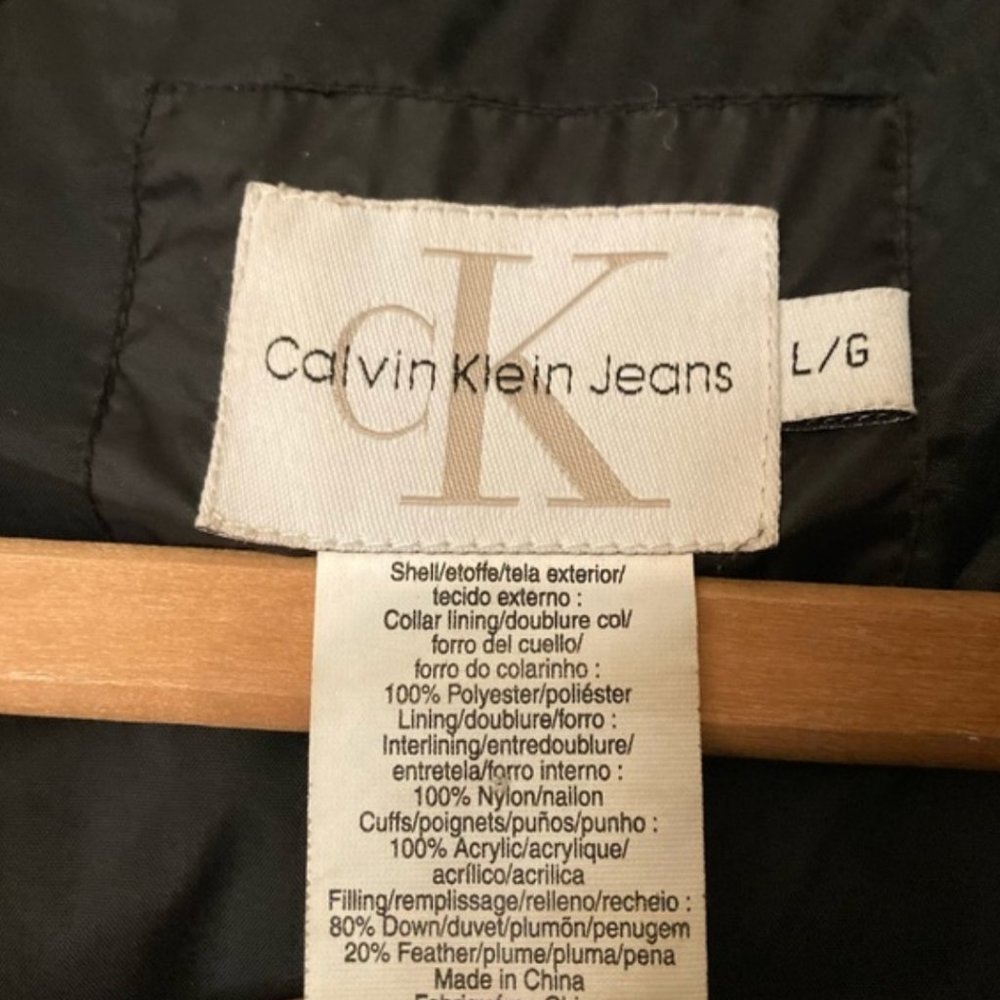 CK
Calvin Klein Jeans
L/G
Shell/etoffe/tela exterior/
tecido externo :
Collar lining/doublure col/
forro del cuello/
forro do colarinho :
100% Polyester/poliéster
Lining/doublure/forro :
Interlining/entredoublure/
entretela/forro interno :
100% Nylon/nailon
Cuffs/poignets/puños/punho :
100% Acrylic/acrylique/
acrílico/acrilica
Filling/remplissage/relleno/recheio :
80% Down/duvet/plumõn/penugem
20% Feather/plume/pluma/pena
Made in China